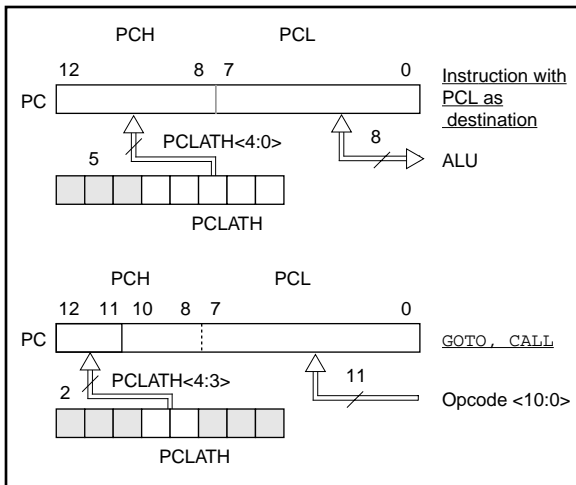 PCH PCL
12 8 7 0
PC
Instruction with
PCL as
destination
PCLATH<4:0>
5
8
ALU
PCLATH
PCH PCL
12 11 10 8 7 0
PC
GOTO, CALL
PCLATH<4:3>
2
11
Opcode <10:0>
PCLATH